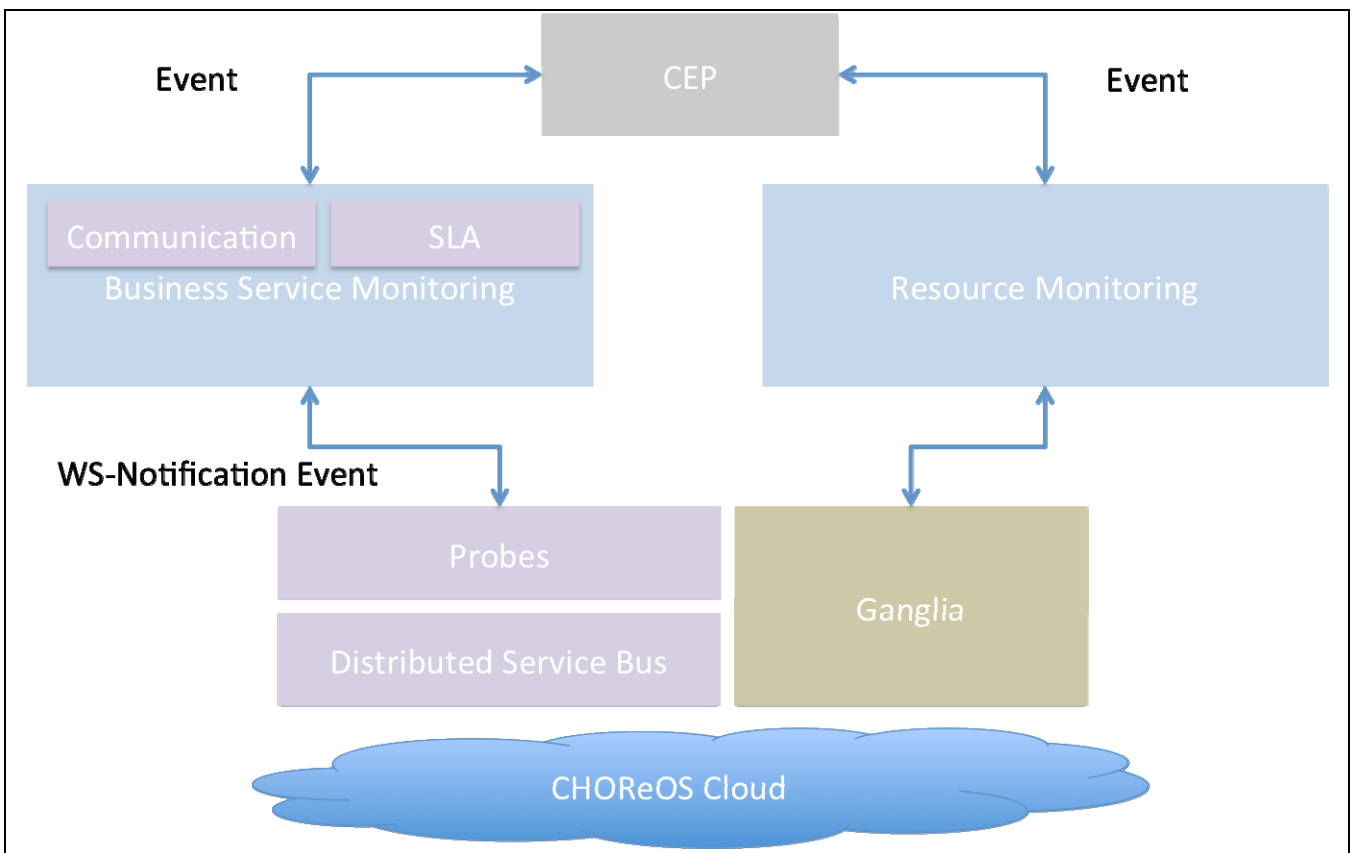 CEP
Event
Event
Communication
SLA
Business Service Monitoring
Resource Monitoring
WS-Notification Event
Probes
Ganglia
Distributed Service Bus
CHOReOS Cloud